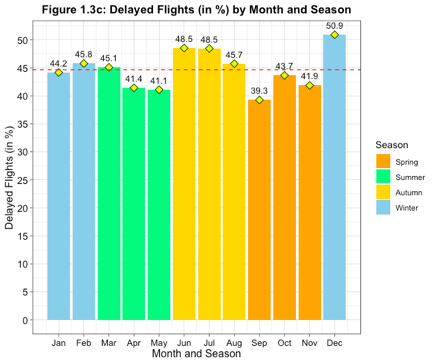 Figure 1.3c: Delayed Flights (in %) by Month and Season
50.9
48.5 48.5
45.8 45.7
45.1
44.2 43.7
41.4 41.1 41.9
39.3
50
45
40
35
30
25
20
15
10
5
0
Delayed Flights (in %)
Jan Feb Mar Apr May Jun Jul Aug Sep Oct Nov Dec
Month and Season
Season
Spring
Summer
Autumn
Winter